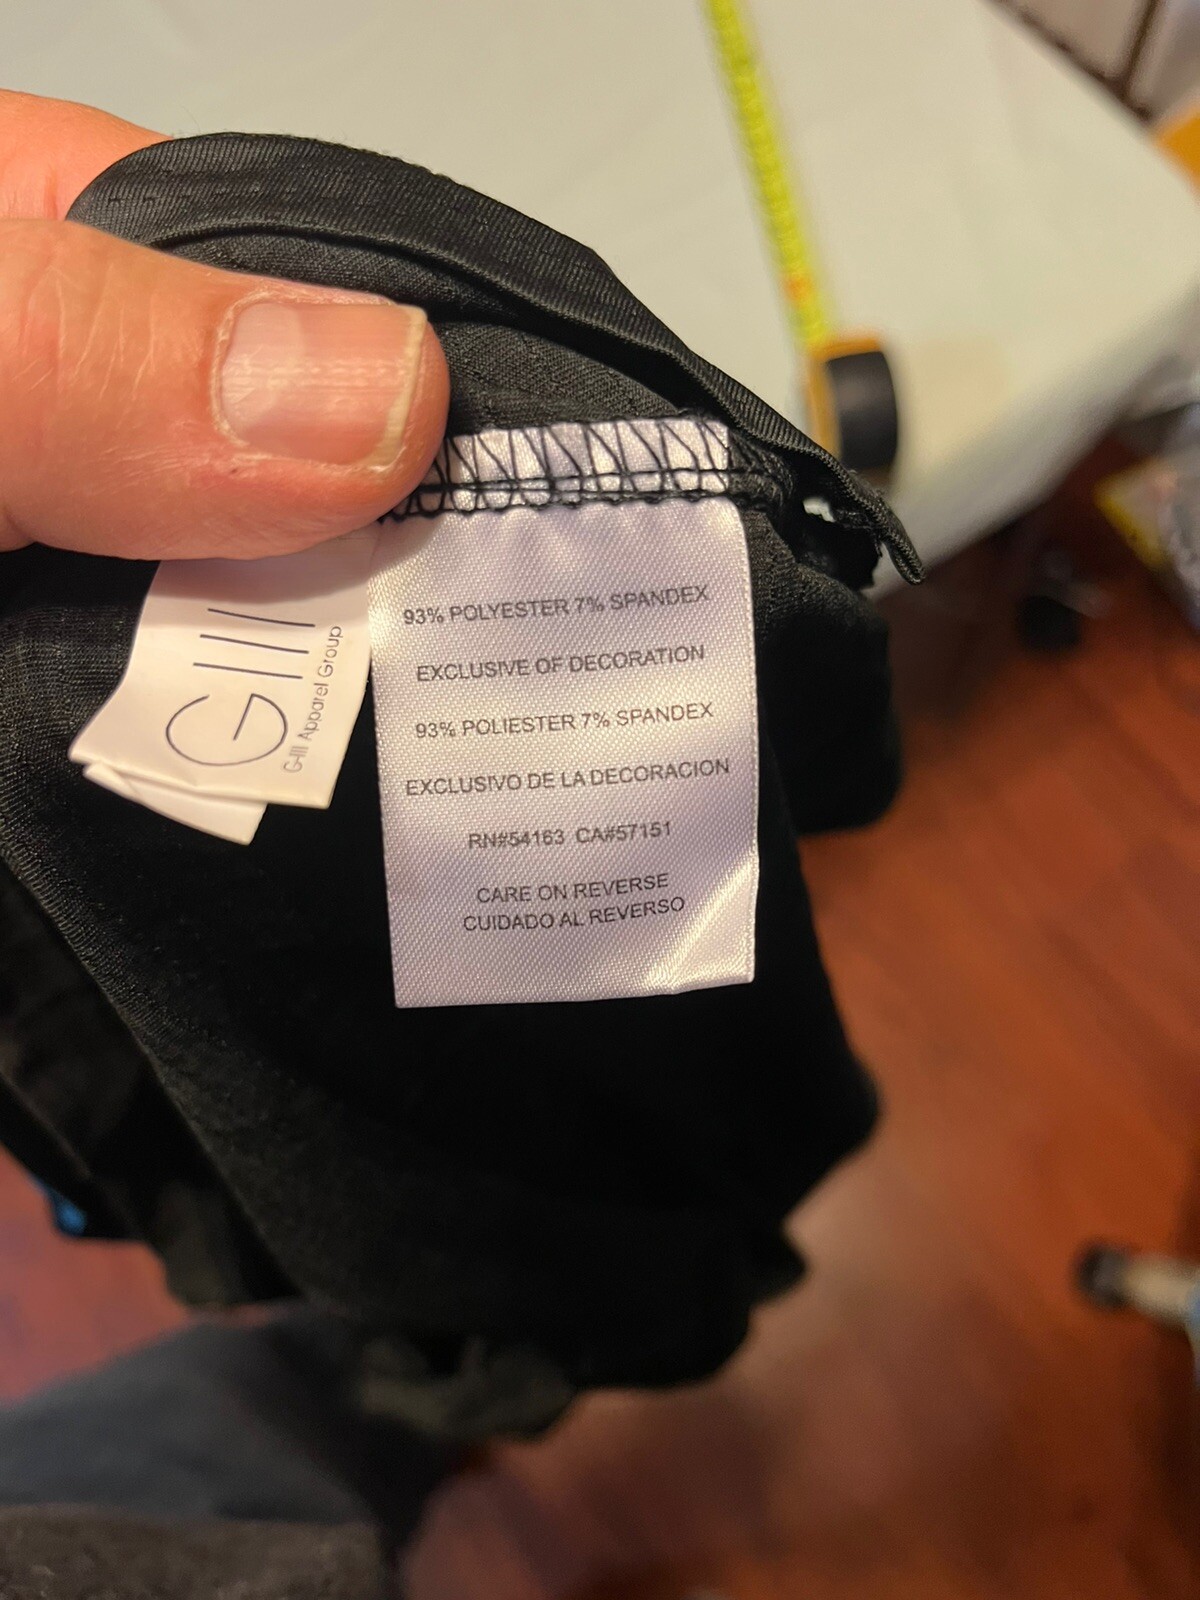 93% POLYESTER 7% SPANDEX
EXCLUSIVE OF DECORATION
93% POLIESTER 7% SPANDEX
EXCLUSIVO DE LA DECORACION
RN#54163 CA#57151
CARE ON REVERSE
CUIDADO AL REVERSO
GIII
G-III Apparel Group